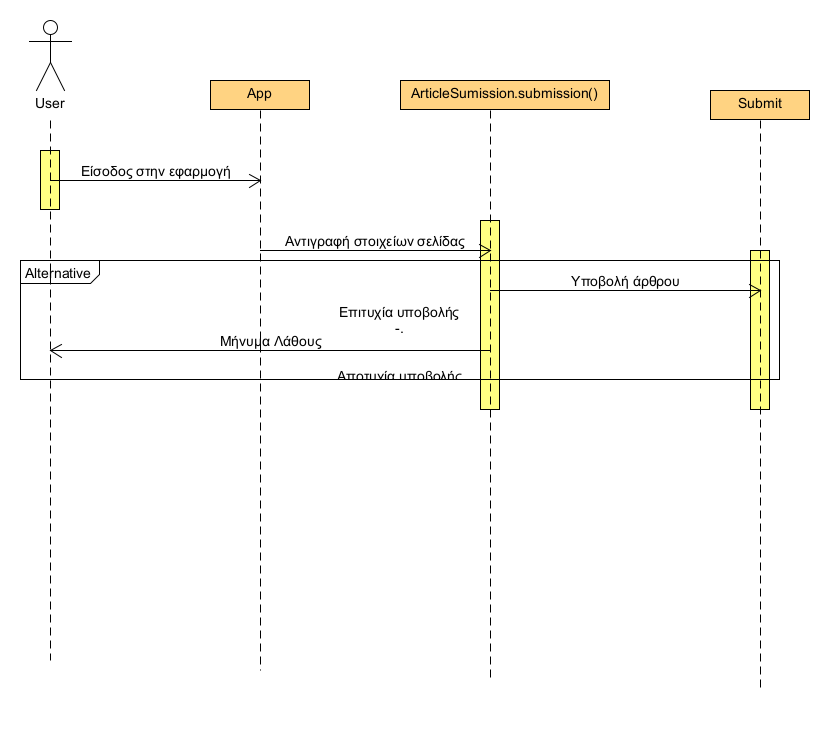 User
App
ArticleSumission.submission()
Submit
Είσοδος στην εφαρμογή
Αντιγραφή στοιχείων σελίδας
Alternative
Υποβολή άρθρου
Επιτυχία υποβολής
-.
Μήνυμα Λάθους
Αποτυχία υποβολής